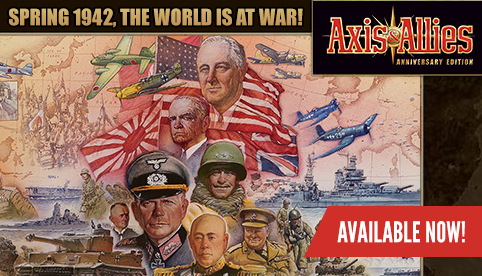 SPRING 1942, THE WORLD IS AT WAR!
Axis & Allies
ANNIVERSARY EDITION
AVAILABLE NOW!